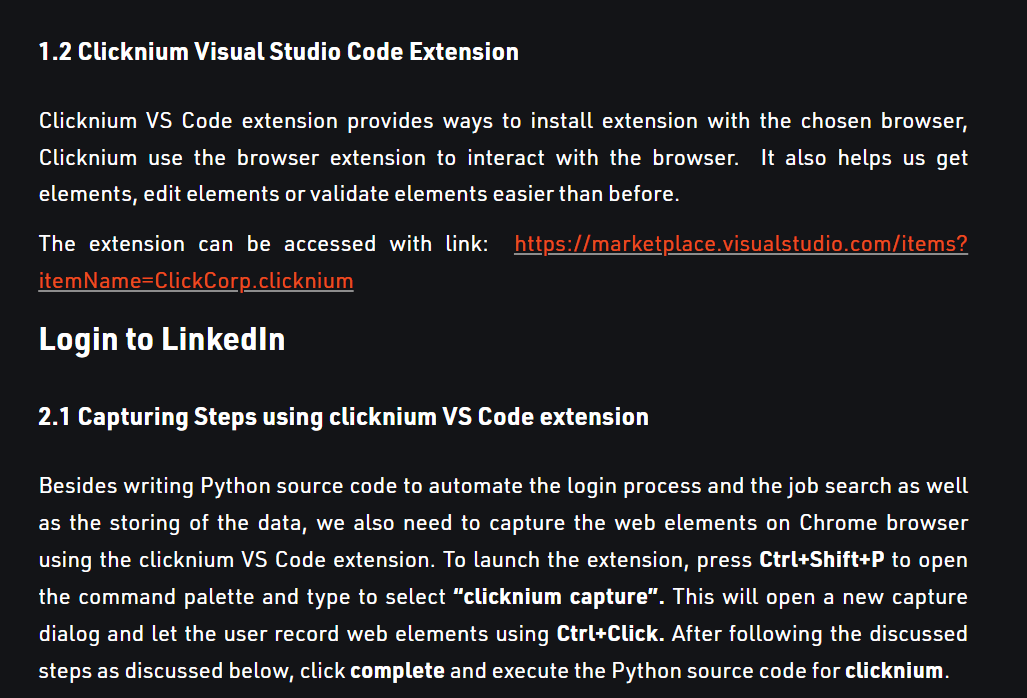 1.2 Clicknium Visual Studio Code Extension
Clicknium VS Code extension provides ways to install extension with the chosen browser,
Clicknium use the browser extension to interact with the browser.  It also helps us get
elements, edit elements or validate elements easier than before.
The extension can be accessed with link:  https://marketplace.visualstudio.com/items?
itemName=ClickCorp.clicknium
Login to LinkedIn
2.1 Capturing Steps using clicknium VS Code extension
Besides writing Python source code to automate the login process and the job search as well
as the storing of the data, we also need to capture the web elements on Chrome browser
using the clicknium VS Code extension. To launch the extension, press Ctrl+Shift+P to open
the command palette and type to select “clicknium capture”. This will open a new capture
dialog and let the user record web elements using Ctrl+Click. After following the discussed
steps as discussed below, click complete and execute the Python source code for clicknium.